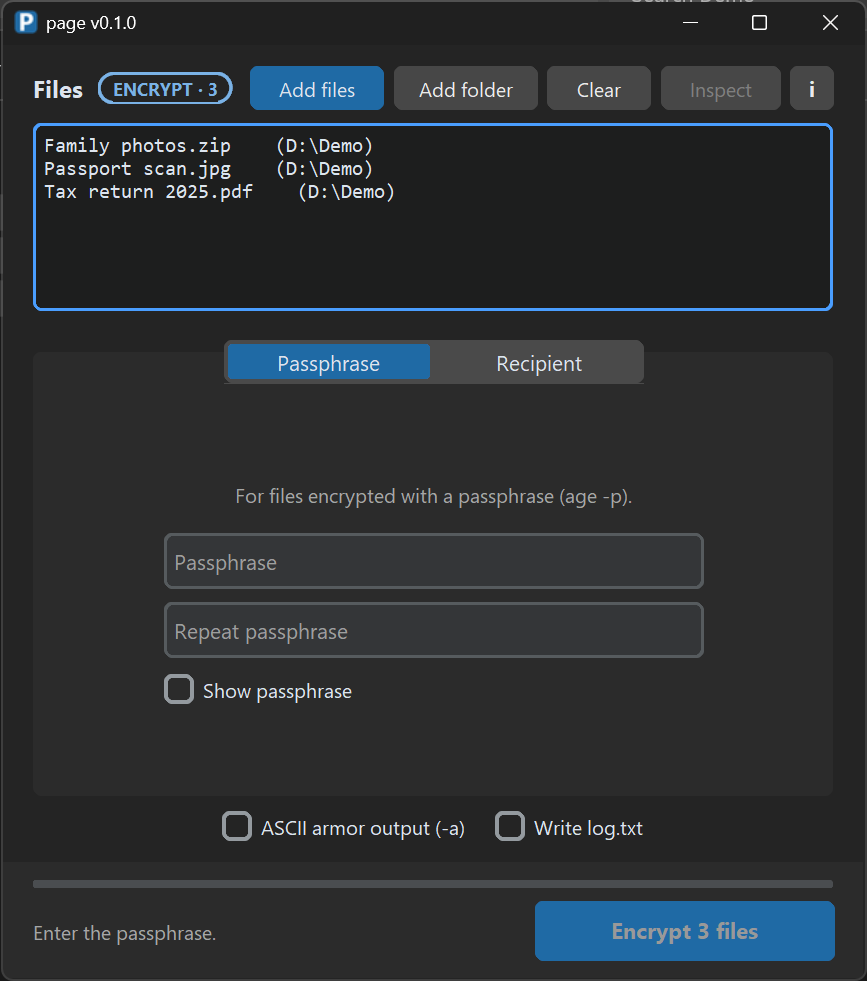 page v0.1.0
Files ENCRYPT · 3 Add files Add folder Clear Inspect i
Family photos.zip    (D:\Demo)
Passport scan.jpg    (D:\Demo)
Tax return 2025.pdf    (D:\Demo)
Passphrase Recipient
For files encrypted with a passphrase (age -p).
Passphrase
Repeat passphrase
Show passphrase
ASCII armor output (-a) Write log.txt
Enter the passphrase. Encrypt 3 files